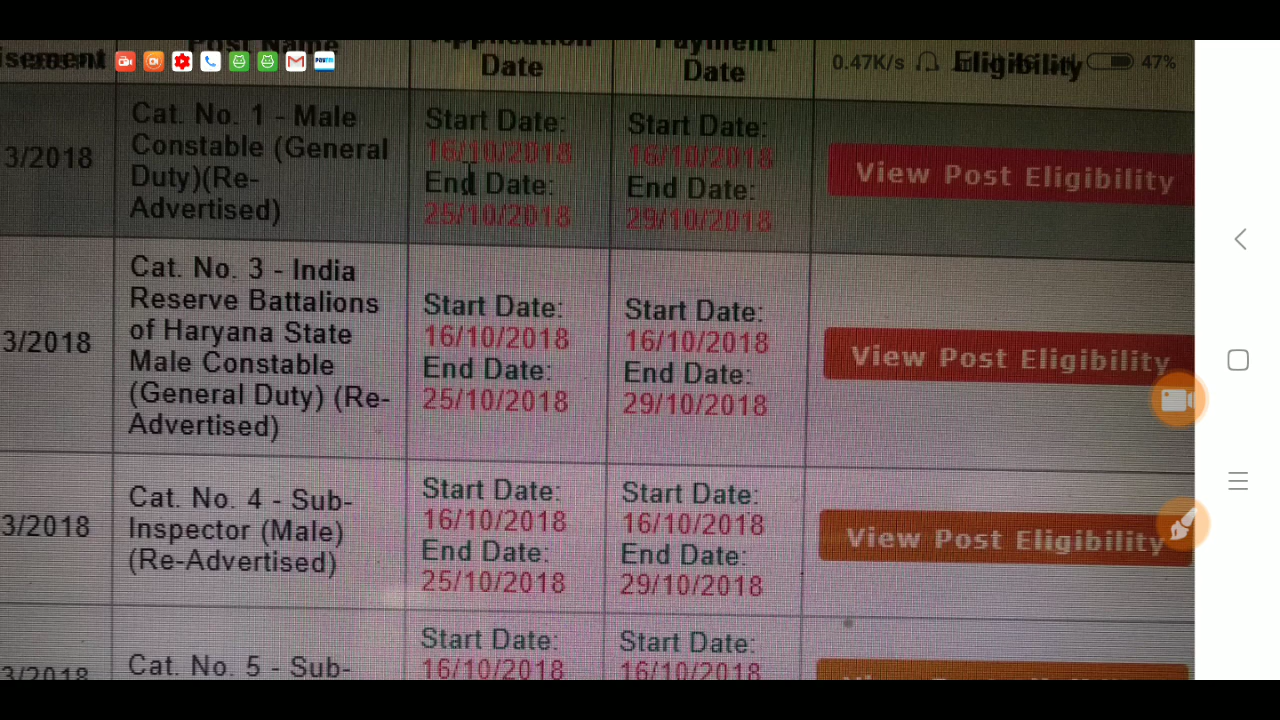 Post Name
isement
Application
Date
Payment
Date
Eligibility
0.47K/s
47%
Paytm
3/2018
Cat. No. 1 - Male
Constable (General
Duty)(Re-
Advertised)
Start Date:
16/10/2018
End Date:
25/10/2018
Start Date:
16/10/2018
End Date:
29/10/2018
View Post Eligibility
3/2018
Cat. No. 3 - India
Reserve Battalions
of Haryana State
Male Constable
(General Duty) (Re-
Advertised)
Start Date:
16/10/2018
End Date:
25/10/2018
Start Date:
16/10/2018
End Date:
29/10/2018
View Post Eligibility
3/2018
Cat. No. 4 - Sub-
Inspector (Male)
(Re-Advertised)
Start Date:
16/10/2018
End Date:
25/10/2018
Start Date:
16/10/2018
End Date:
29/10/2018
View Post Eligibility
3/2018
Cat. No. 5 - Sub-
Start Date:
16/10/2018
Start Date:
16/10/2018